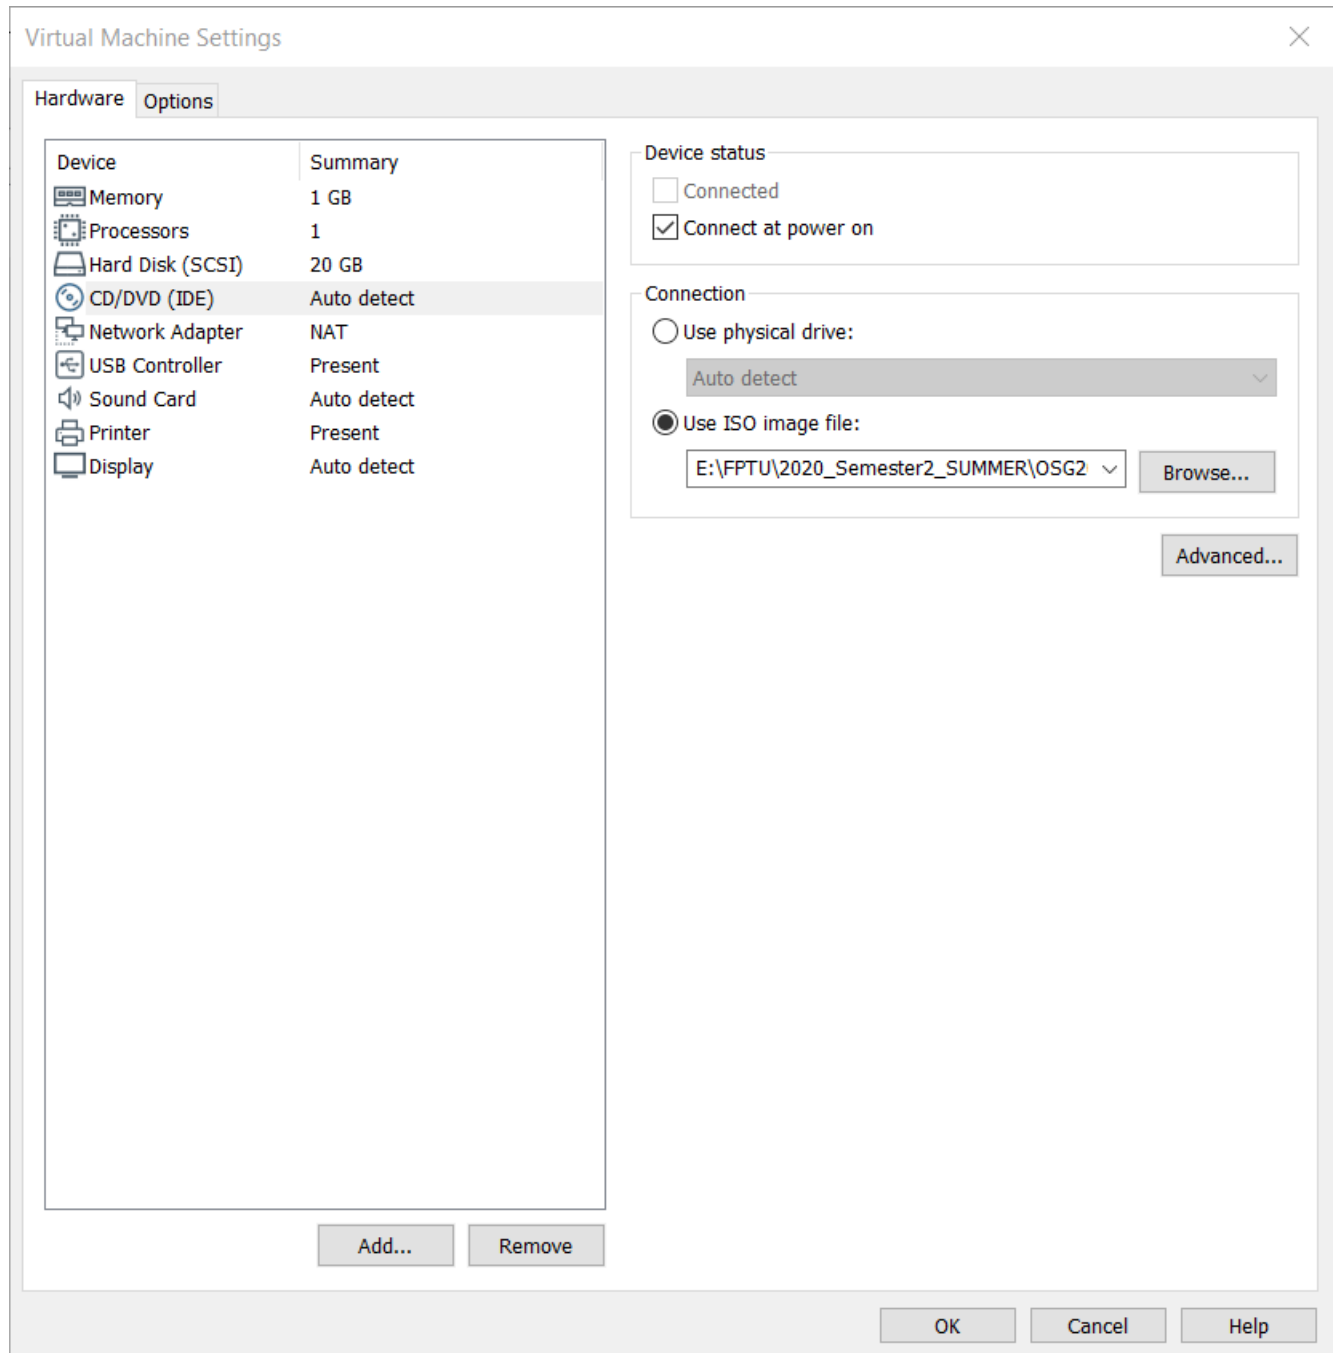 Virtual Machine Settings
Hardware Options
Device Summary
Memory 1 GB
Processors 1
Hard Disk (SCSI) 20 GB
CD/DVD (IDE) Auto detect
Network Adapter NAT
USB Controller Present
Sound Card Auto detect
Printer Present
Display Auto detect
Add... Remove
Device status
Connected
Connect at power on
Connection
Use physical drive:
Auto detect
Use ISO image file:
E:\FPTU\2020_Semester2_SUMMER\OSG2
Browse...
Advanced...
OK Cancel Help